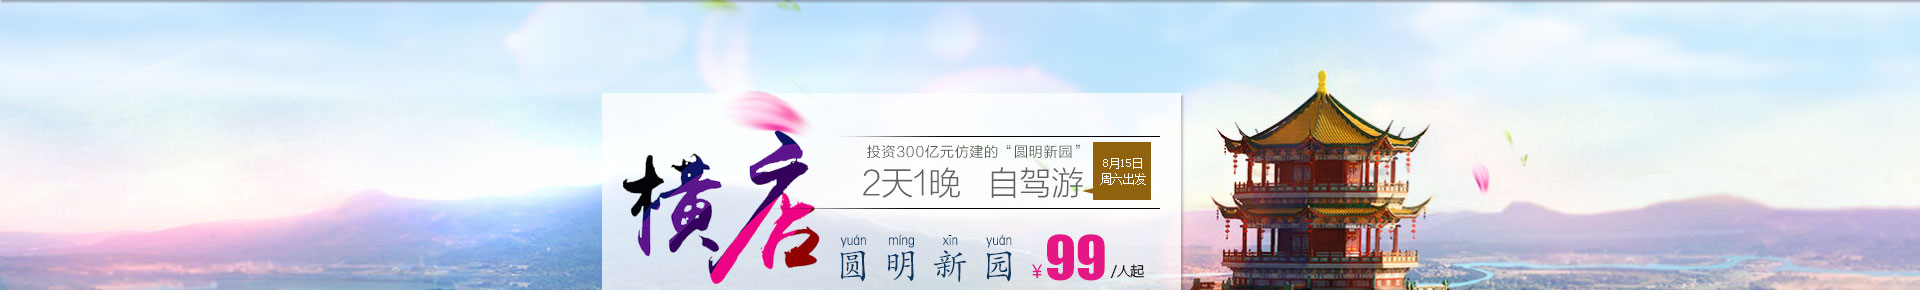 横店
投资300亿元仿建的“圆明新园”
2天1晚 自驾游
8月15日
周六出发
yuán míng xīn yuán
圆明新园
¥99/人起